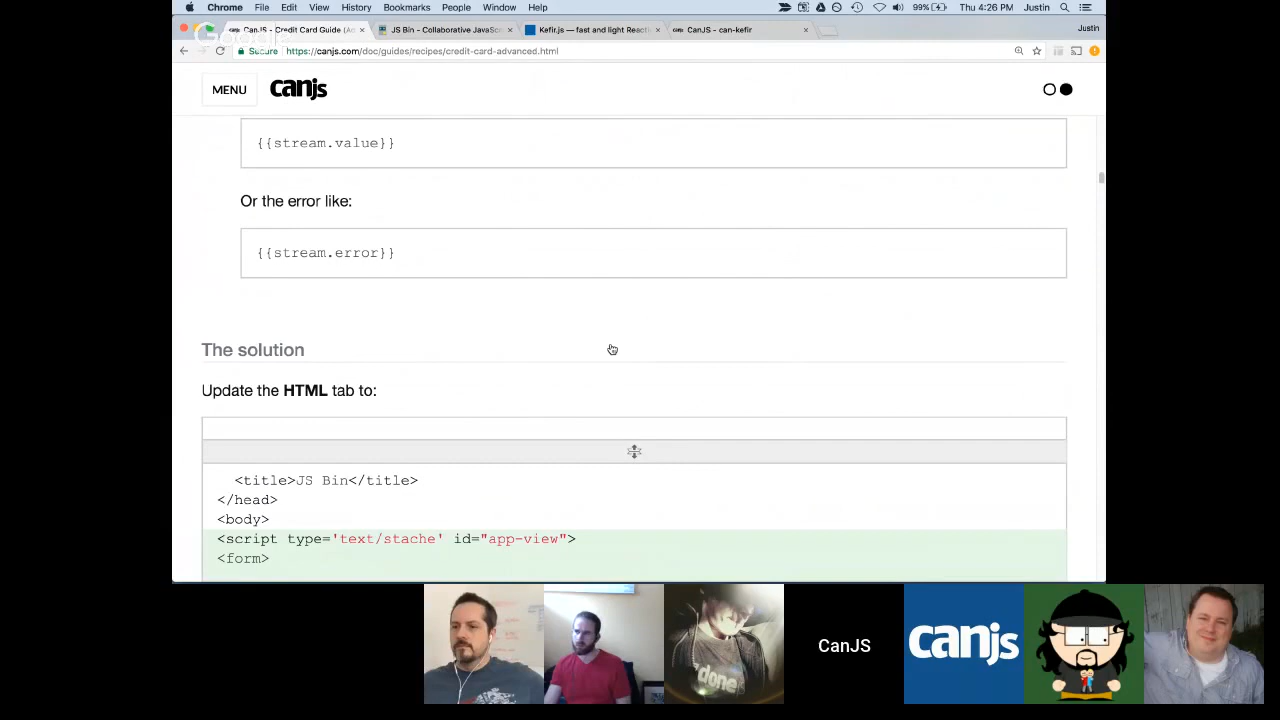 Chrome File Edit View History Bookmarks People Window Help 99% Thu 4:26 PM Justin
CanJS - Credit Card Guide (Ad JS Bin - Collaborative JavaScr Kefir.js — fast and light Reacti CanJS - can-kefir Justin
Secure https://canjs.com/doc/guides/recipes/credit-card-advanced.html
MENU canjs
{{stream.value}}
Or the error like:
{{stream.error}}
The solution
Update the HTML tab to:
<title>JS Bin</title>
</head>
<body>
<script type='text/stache' id="app-view">
<form>
done
CanJS
canjs